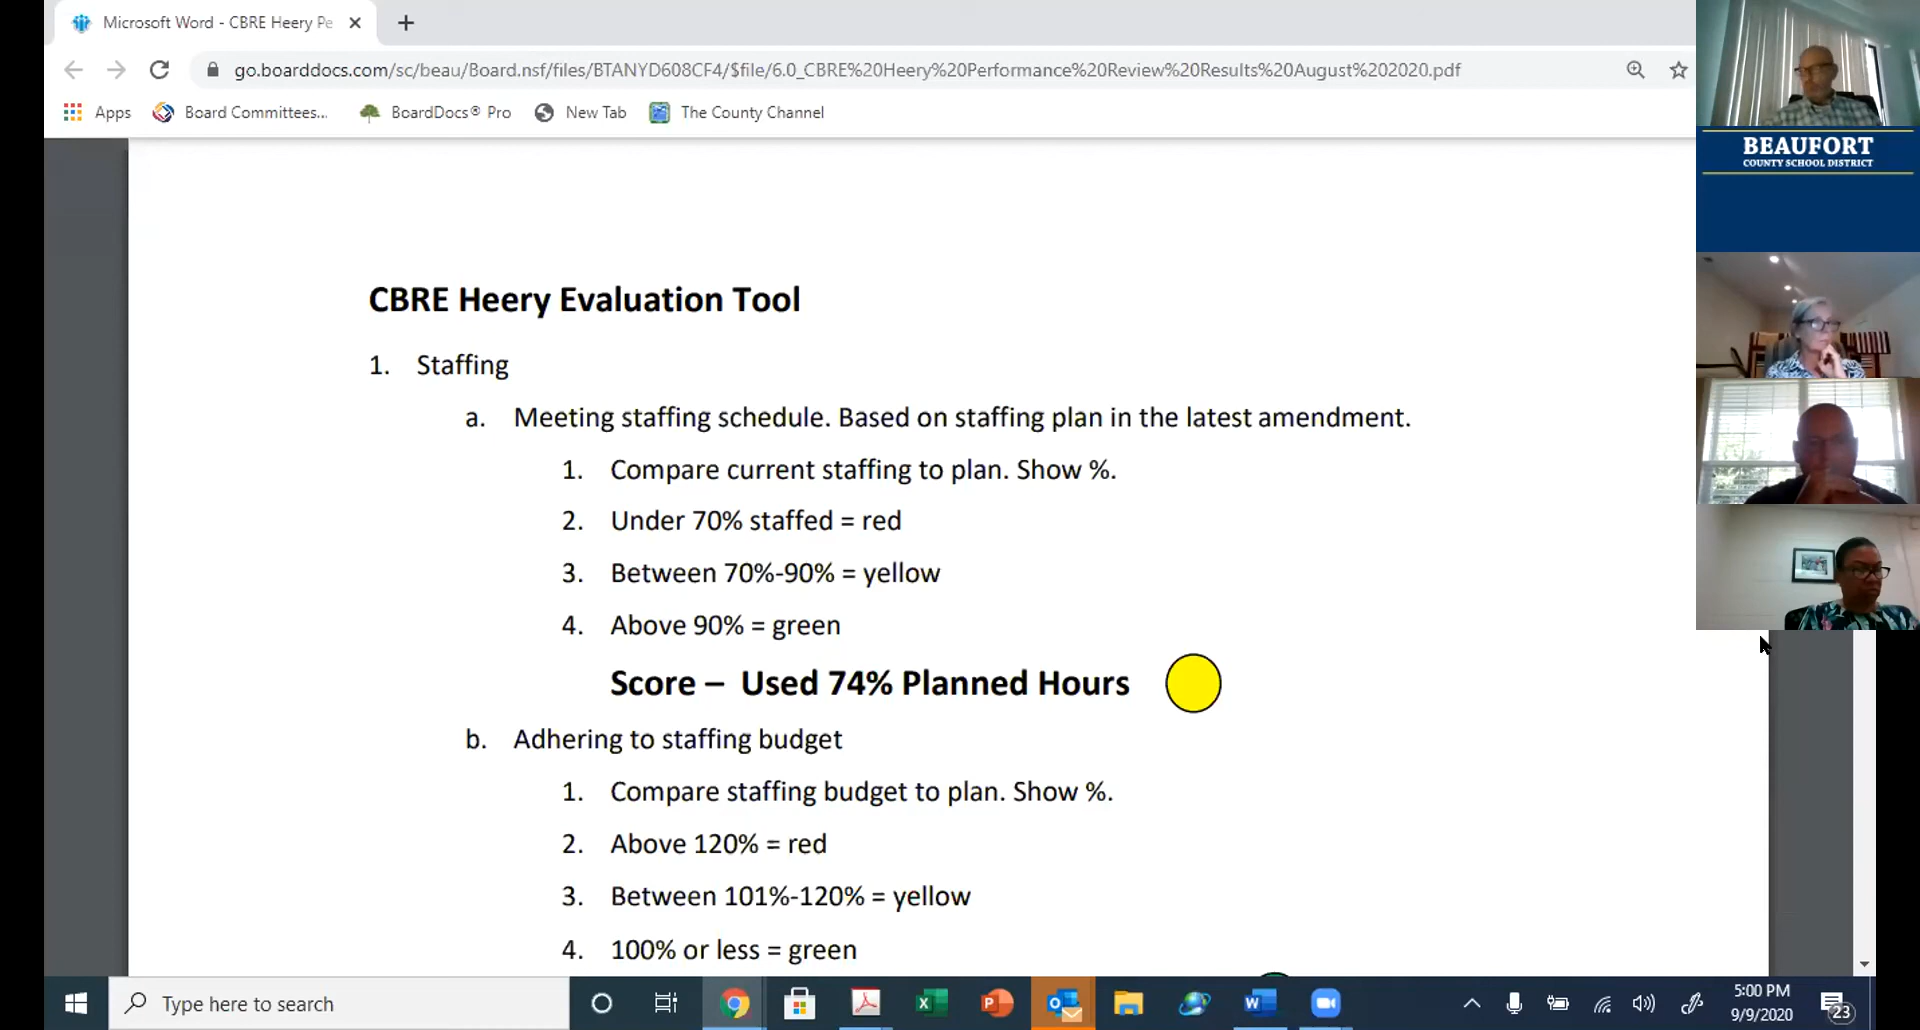 Microsoft Word - CBRE Heery Pe
go.boarddocs.com/sc/beau/Board.nsf/files/BTANYD608CF4/$file/6.0_CBRE%20Heery%20Performance%20Review%20Results%20August%202020.pdf
Apps Board Committees... BoardDocs® Pro New Tab The County Channel
BEAUFORT
COUNTY SCHOOL DISTRICT
CBRE Heery Evaluation Tool
1. Staffing
a. Meeting staffing schedule. Based on staffing plan in the latest amendment.
1. Compare current staffing to plan. Show %.
2. Under 70% staffed = red
3. Between 70%-90% = yellow
4. Above 90% = green
Score – Used 74% Planned Hours
b. Adhering to staffing budget
1. Compare staffing budget to plan. Show %.
2. Above 120% = red
3. Between 101%-120% = yellow
4. 100% or less = green
Type here to search
5:00 PM
9/9/2020
23